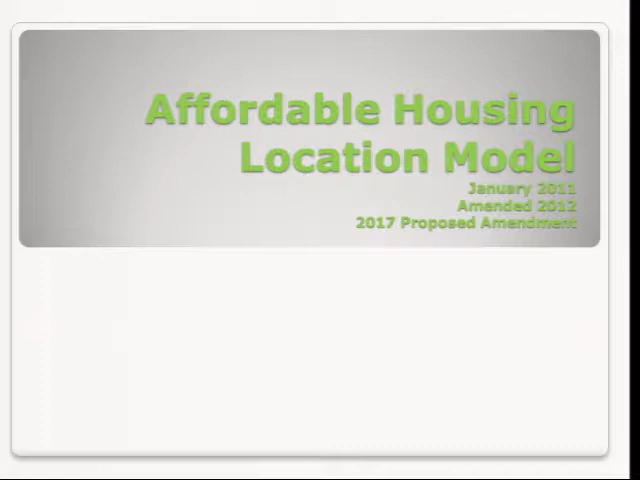 Affordable Housing
Location Model
January 2011
Amended 2012
2017 Proposed Amendment